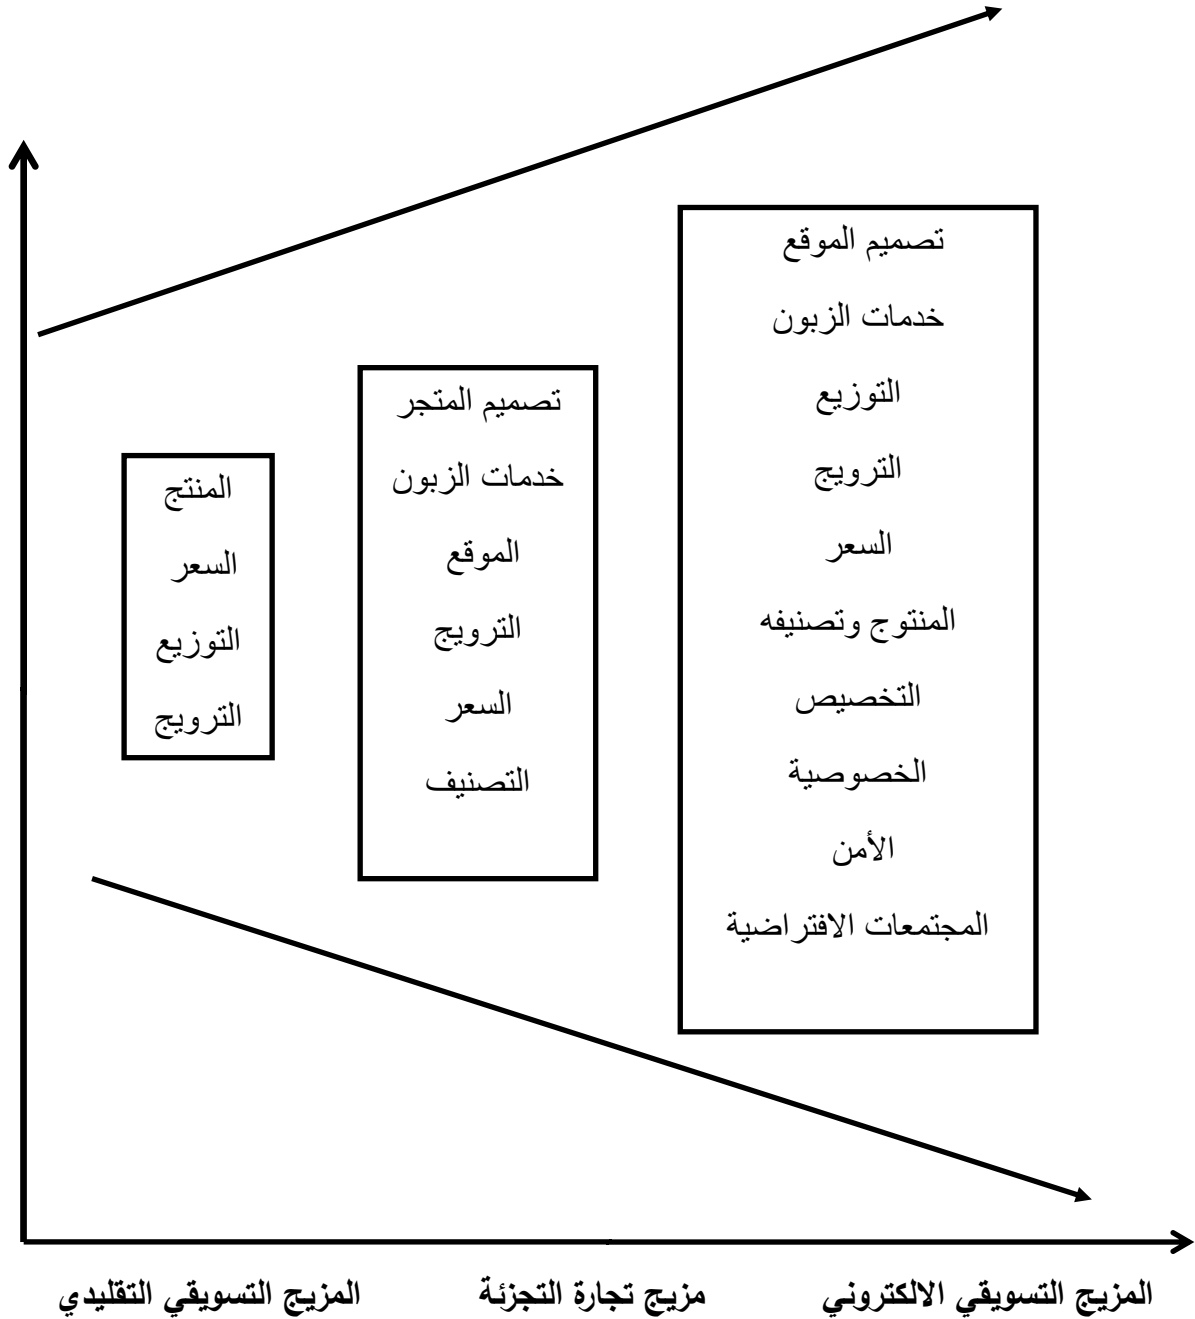 تصميم الموقع
خدمات الزبون
التوزيع
الترويج
السعر
المنتوج وتصنيفه
التخصيص
الخصوصية
الأمن
المجتمعات الافتراضية
تصميم المتجر
خدمات الزبون
الموقع
الترويج
السعر
التصنيف
المنتج
السعر
التوزيع
الترويج
المزيج التسويقي الالكتروني
مزيج تجارة التجزئة
المزيج التسويقي التقليدي